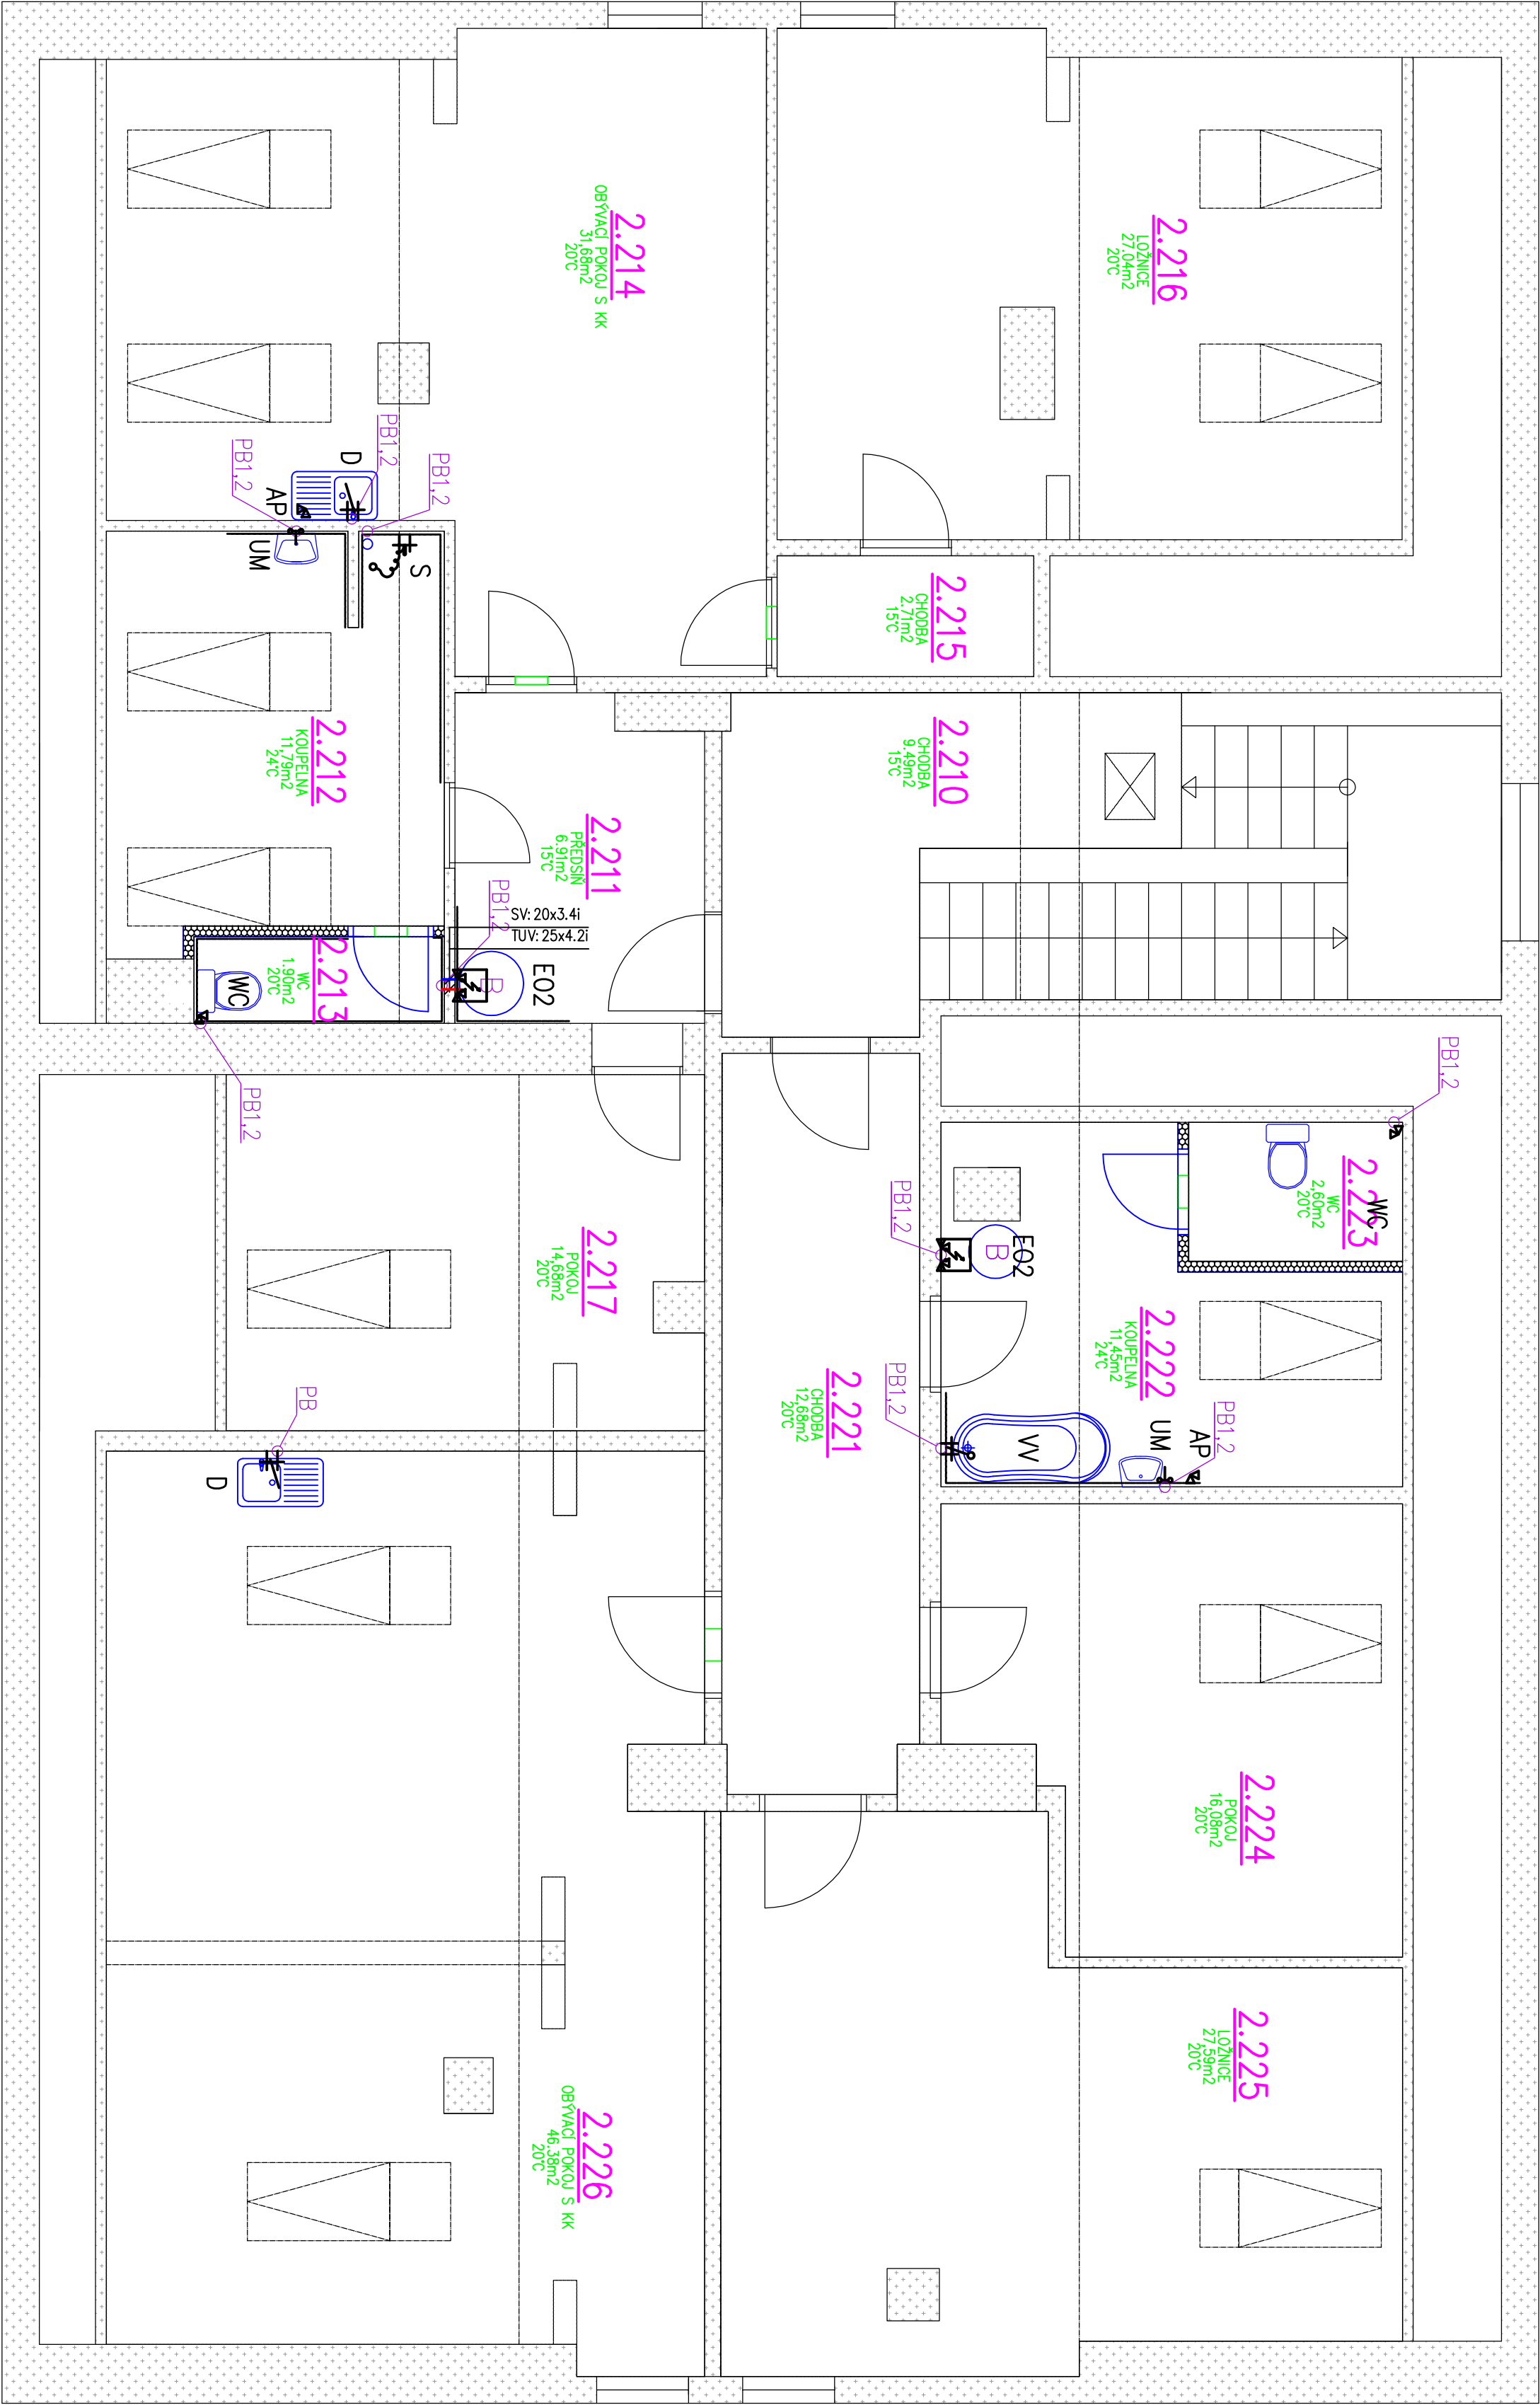 2.216
LOŽNICE
27.04m2
20°C
2.214
OBÝVACÍ POKOJ S KK
31,68m2
20°C
PB1,2
PB1,2
PB1,2
D
AP
UM
S
2.215
CHODBA
2.71m2
15°C
2.210
CHODBA
9.49m2
15°C
2.212
KOUPELNA
11,79m2
24°C
2.211
PŘEDSÍŇ
6.91m2
15°C
PB1,2
SV: 20x3.4i
TUV: 25x4.2i
EO2
B
2.213
WC
1.90m2
20°C
WC
PB1,2
PB1,2
2.223
WC
2,60m2
20°C
WC
PB1,2
EO2
B
2.217
POKOJ
14,68m2
20°C
2.222
KOUPELNA
11,45m2
24°C
2.221
CHODBA
12,68m2
20°C
PB1,2
PB1,2
AP
UM
VV
PB
D
2.224
POKOJ
16,08m2
20°C
2.225
LOŽNICE
27,59m2
20°C
2.226
OBÝVACÍ POKOJ S KK
46.38m2
20°C